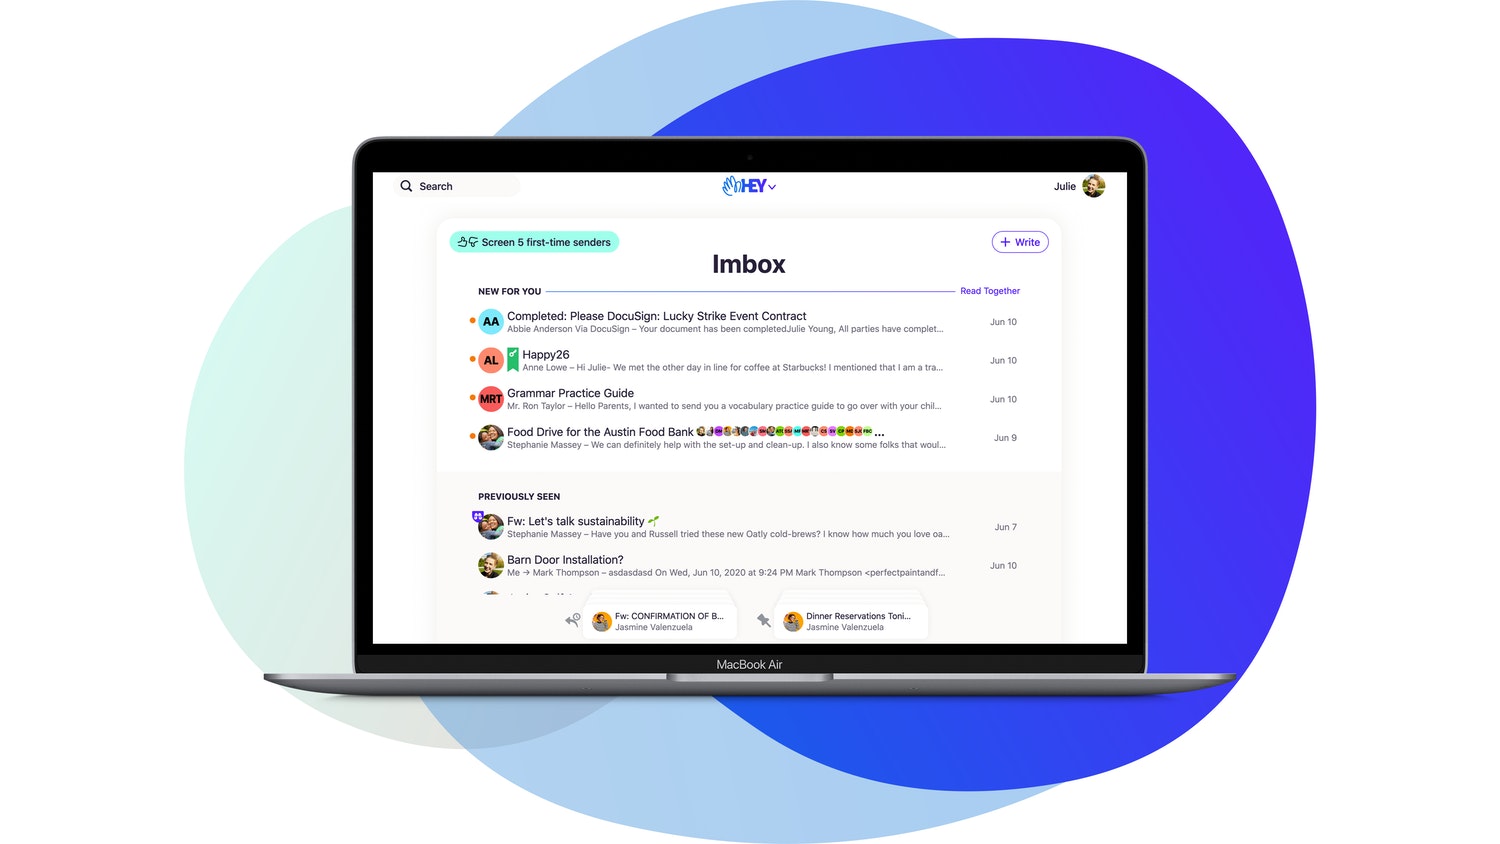 Search
HEY
Julie
Screen 5 first-time senders
Write
Imbox
NEW FOR YOU
Read Together
AA
Completed: Please DocuSign: Lucky Strike Event Contract
Abbie Anderson Via DocuSign – Your document has been completedJulie Young, All parties have complet...
Jun 10
AL
Happy26
Anne Lowe – Hi Julie- We met the other day in line for coffee at Starbucks! I mentioned that I am a tra...
Jun 10
MRT
Grammar Practice Guide
Mr. Ron Taylor – Hello Parents, I wanted to send you a vocabulary practice guide to go over with your chil...
Jun 10
Food Drive for the Austin Food Bank ...
Stephanie Massey – We can definitely help with the set-up and clean-up. I also know some folks that woul...
Jun 9
PREVIOUSLY SEEN
Fw: Let's talk sustainability
Stephanie Massey – Have you and Russell tried these new Oatly cold-brews? I know how much you love oa...
Jun 7
Barn Door Installation?
Me → Mark Thompson – asdasdasd On Wed, Jun 10, 2020 at 9:24 PM Mark Thompson <perfectpaintandf...
Jun 10
Fw: CONFIRMATION OF B...
Jasmine Valenzuela
Dinner Reservations Toni...
Jasmine Valenzuela
MacBook Air